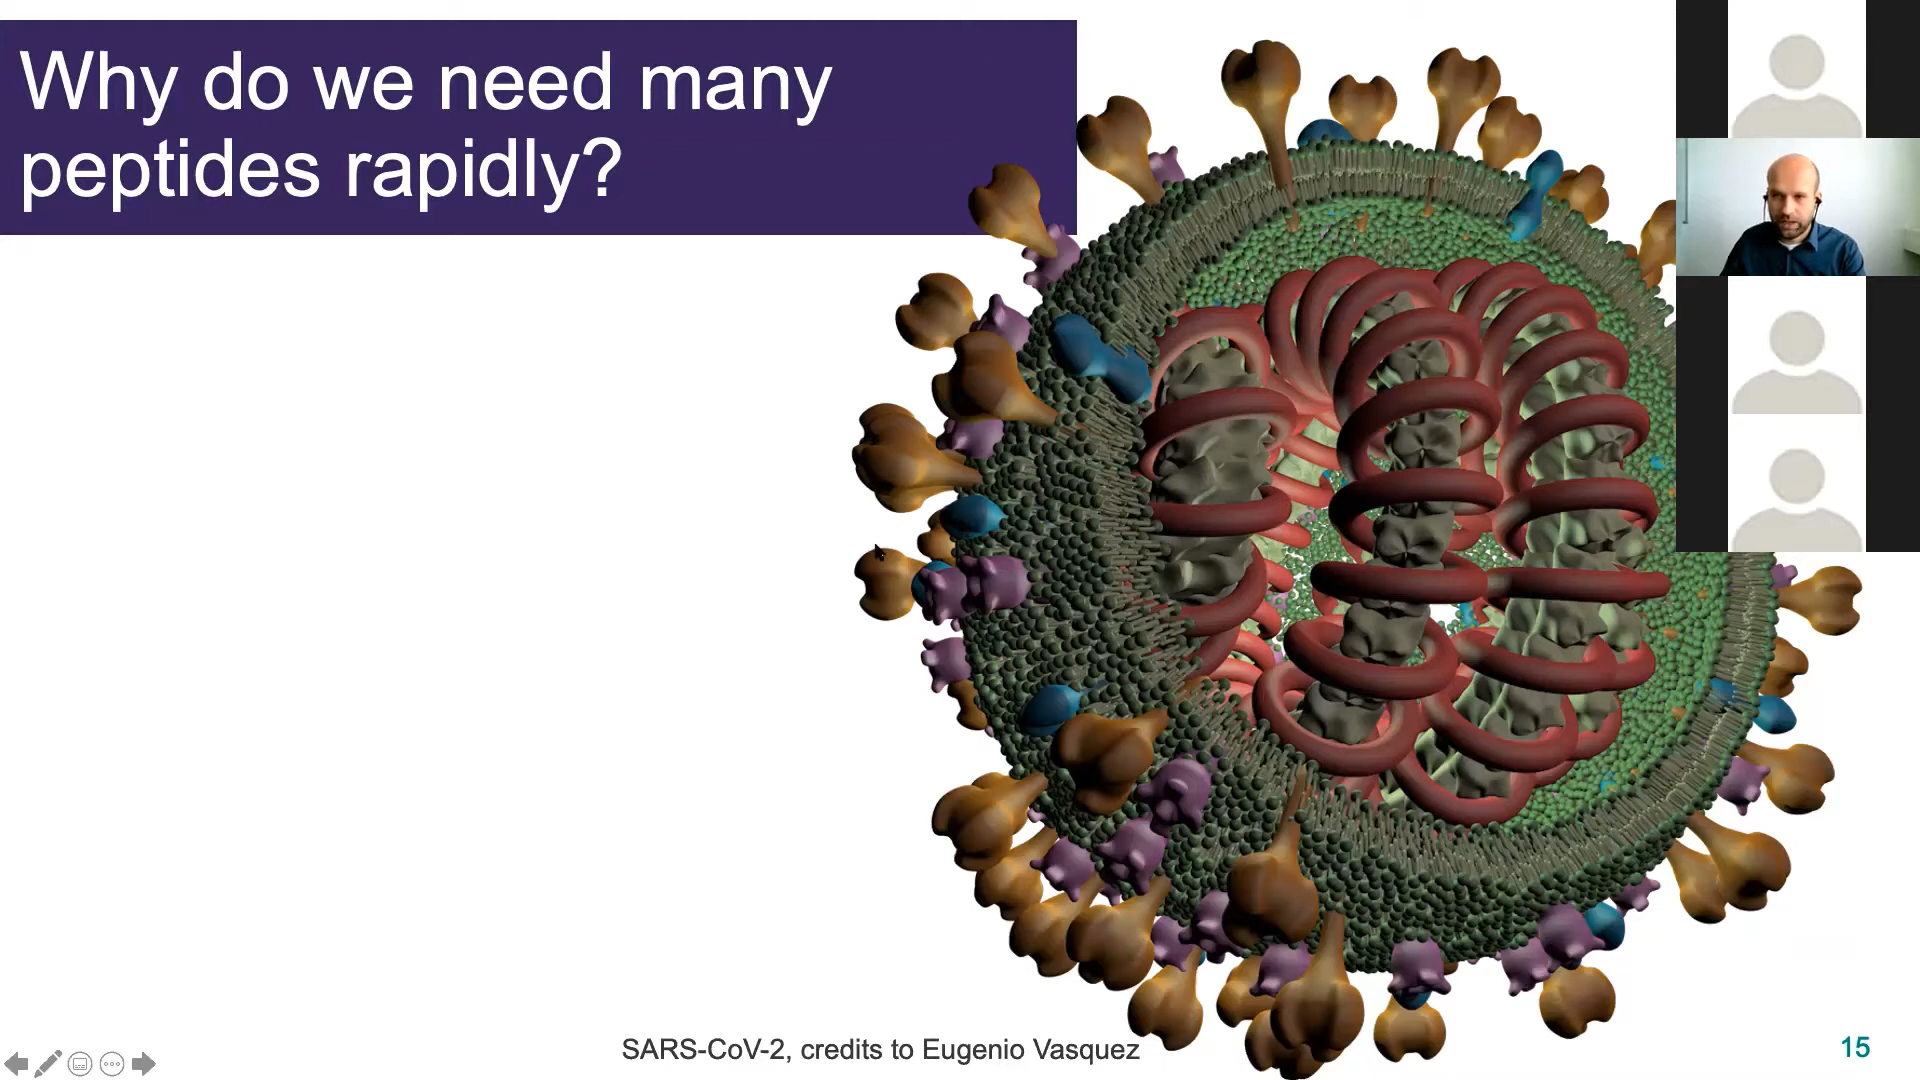 Why do we need many
peptides rapidly?
SARS-CoV-2, credits to Eugenio Vasquez
15